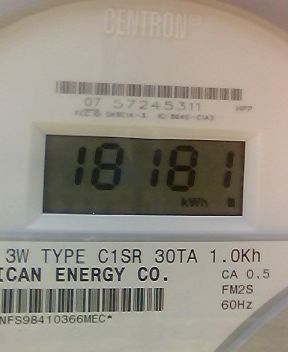 CENTRON®
07 57245311
18181
kWh
3W TYPE C1SR 30TA 1.0Kh
ICAN ENERGY CO.
CA 0.5
FM2S
60Hz
NFS98410366MEC*